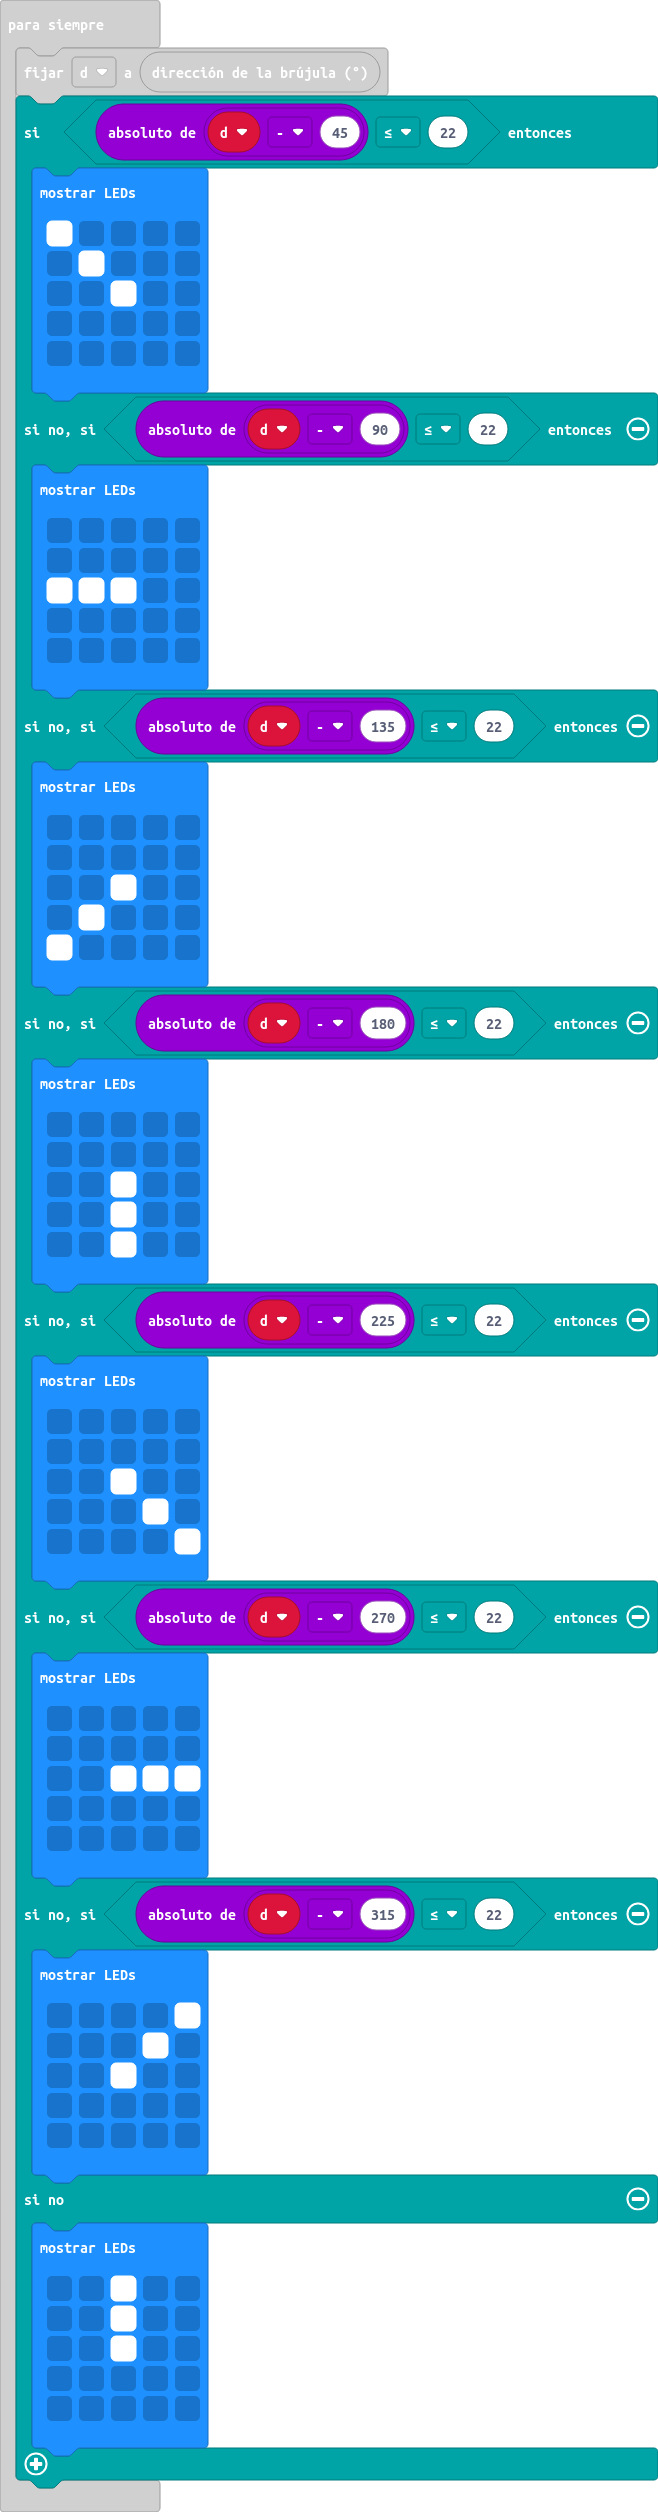 para siempre
fijar d a dirección de la brújula (°)
si absoluto de d - 45 ≤ 22 entonces
mostrar LEDs
si no, si absoluto de d - 90 ≤ 22 entonces
mostrar LEDs
si no, si absoluto de d - 135 ≤ 22 entonces
mostrar LEDs
si no, si absoluto de d - 180 ≤ 22 entonces
mostrar LEDs
si no, si absoluto de d - 225 ≤ 22 entonces
mostrar LEDs
si no, si absoluto de d - 270 ≤ 22 entonces
mostrar LEDs
si no, si absoluto de d - 315 ≤ 22 entonces
mostrar LEDs
si no
mostrar LEDs